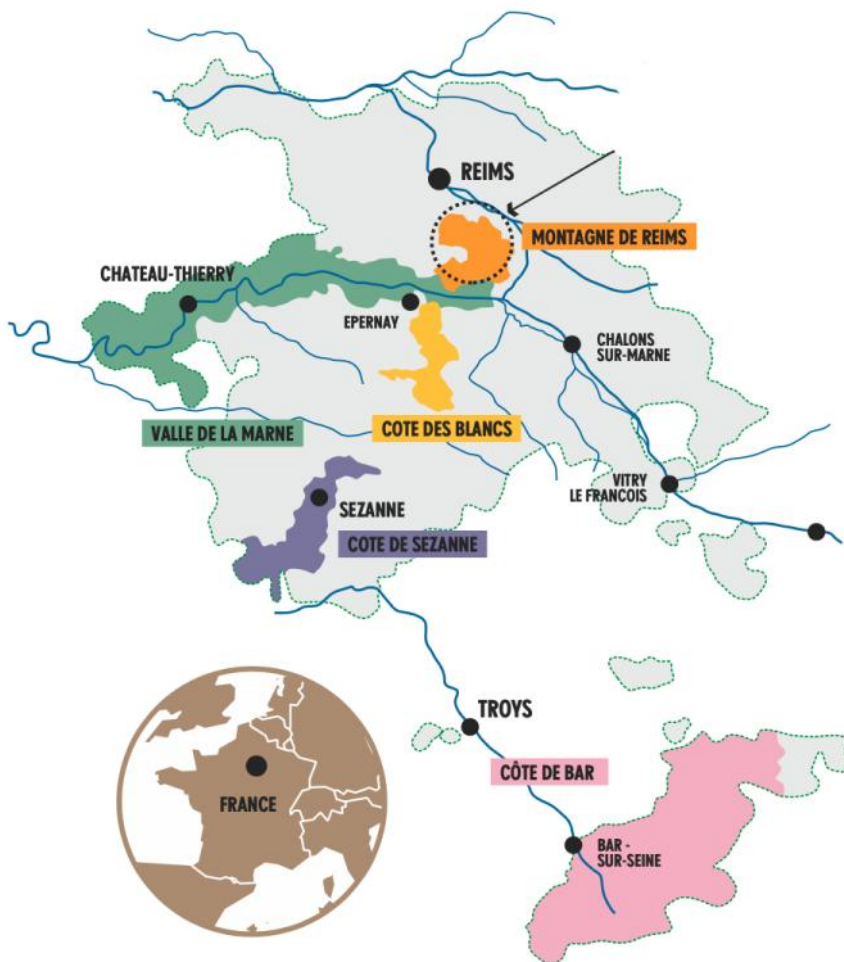 REIMS
MONTAGNE DE REIMS
CHATEAU-THIERRY
EPERNAY
CHALONS
SUR-MARNE
VALLE DE LA MARNE
COTE DES BLANCS
VITRY
LE FRANCOIS
SEZANNE
COTE DE SEZANNE
TROYS
CÔTE DE BAR
FRANCE
BAR -
SUR-SEINE